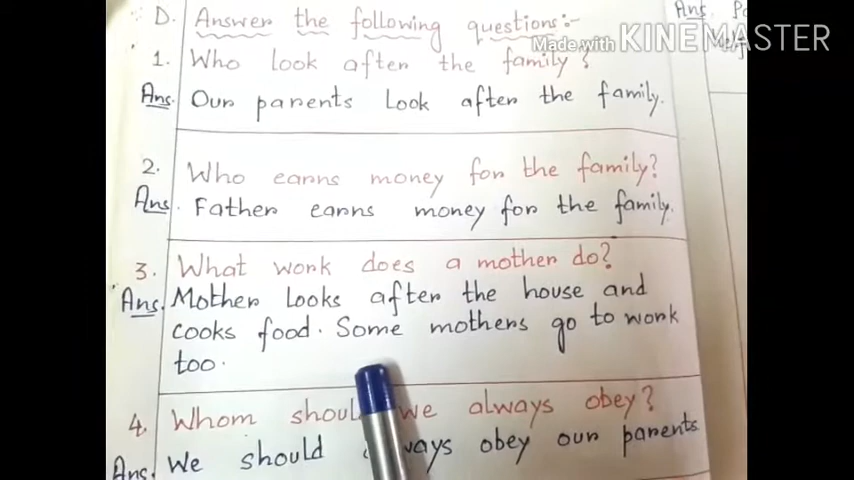 D. Answer the following questions:-
Ans.
Made with KINEMASTER
1. Who look after the family?
Ans. Our parents Look after the family.
2. Who earns money for the family?
Ans. Father earns money for the family.
3. What work does a mother do?
Ans. Mother looks after the house and
cooks food. Some mothers go to work
too.
4. Whom should we always obey?
Ans. We should always obey our parents